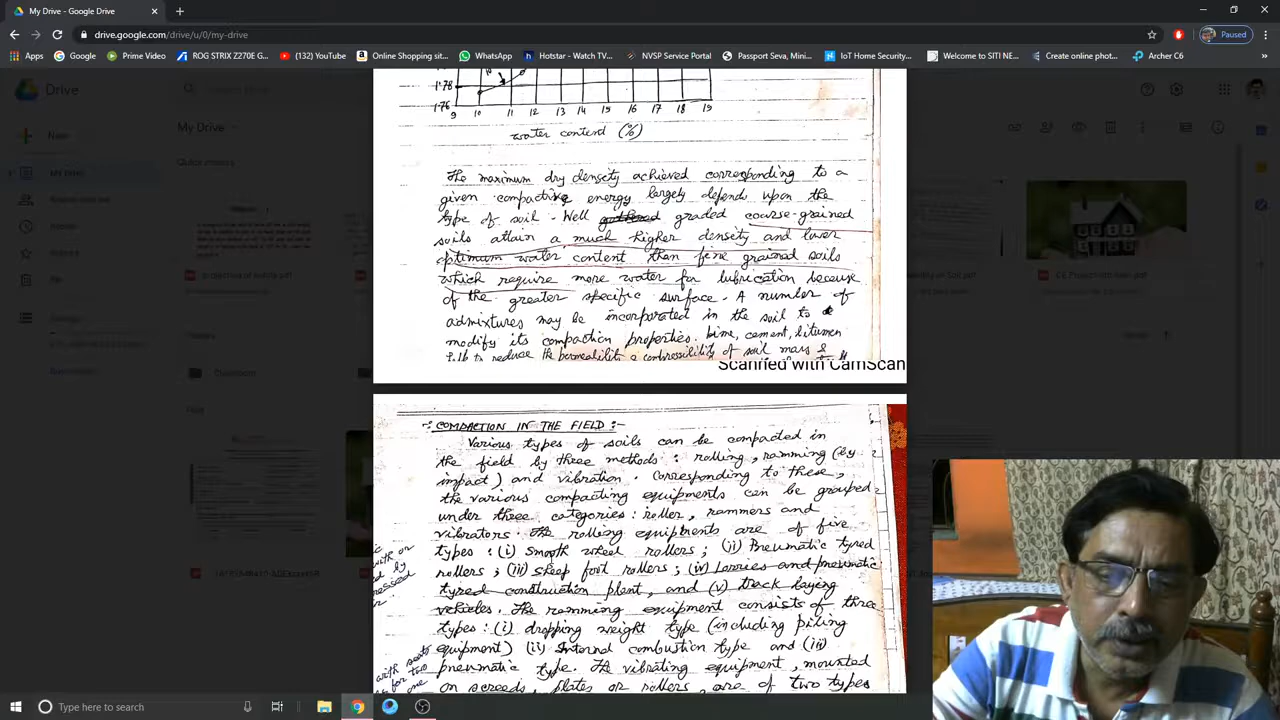 My Drive - Google Drive
drive.google.com/drive/u/0/my-drive
Paused
Apps
Google
Prime Video
ROG STRIX Z270E G...
(132) YouTube
Online Shopping sit...
WhatsApp
Hotstar - Watch TV...
NVSP Service Portal
Passport Seva, Mini...
IoT Home Security...
Welcome to SITI NE...
Create online photo...
Archer C6
Drive
My Drive
New
1.78
1.76
9 10 11 12 13 14 15 16 17 18 19
water content (%)
The maximum dry density achieved corresponding to a
given compacting energy largely depends upon the
type of soil. Well graded coarse-grained
soils attain a much higher density and lower
optimum water content than fine grained soils
which require more water for lubrication because
of the greater specific surface. A number of
admixtures may be incorporated in the soil to
modify its compaction properties. Lime, cement, bitumen
to reduce the permeability & compressibility of soil mass &
Scanned with CamScan
-: COMPACTION IN THE FIELD :-
Various types of soils can be compacted in
the field by three methods : rolling, ramming (by
impact) and vibration corresponding to these,
the various compacting equipments can be grouped
three categories: roller, rammers and
vibrators. The rolling equipments are of five
types : (i) Smooth wheel rollers ; (ii) Pneumatic tyred
rollers ; (iii) sheep foot rollers ; (iv) and pneumatic
tyred construction plant, and (v) track laying
vehicles. The ramming equipment consists of three
types : (i) dropping weight type (including piling
equipment) (ii) Internal combustion type and (iii)
pneumatic type. The vibrating equipment, mounted
on screeds, plates or rollers, are of two types
Type here to search